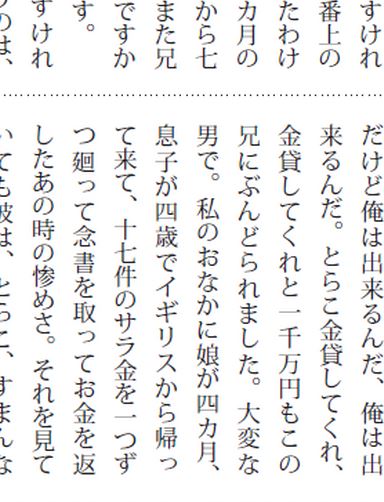 すけれ
番上の
たわけ
カ月の
から七
また兄
ですか
す。
すけれ
のは、
だけど俺は出来るんだ、俺は出
来るんだ。とらこ金貸してくれ、
金貸してくれと一千万円もこの
兄にぶんどられました。大変な
男で。私のおなかに娘が四カ月、
息子が四歳でイギリスから帰っ
て来て、十七件のサラ金を一つず
つ廻って念書を取ってお金を返
したあの時の惨めさ。それを見て
いても彼は、とらこ、すまんな